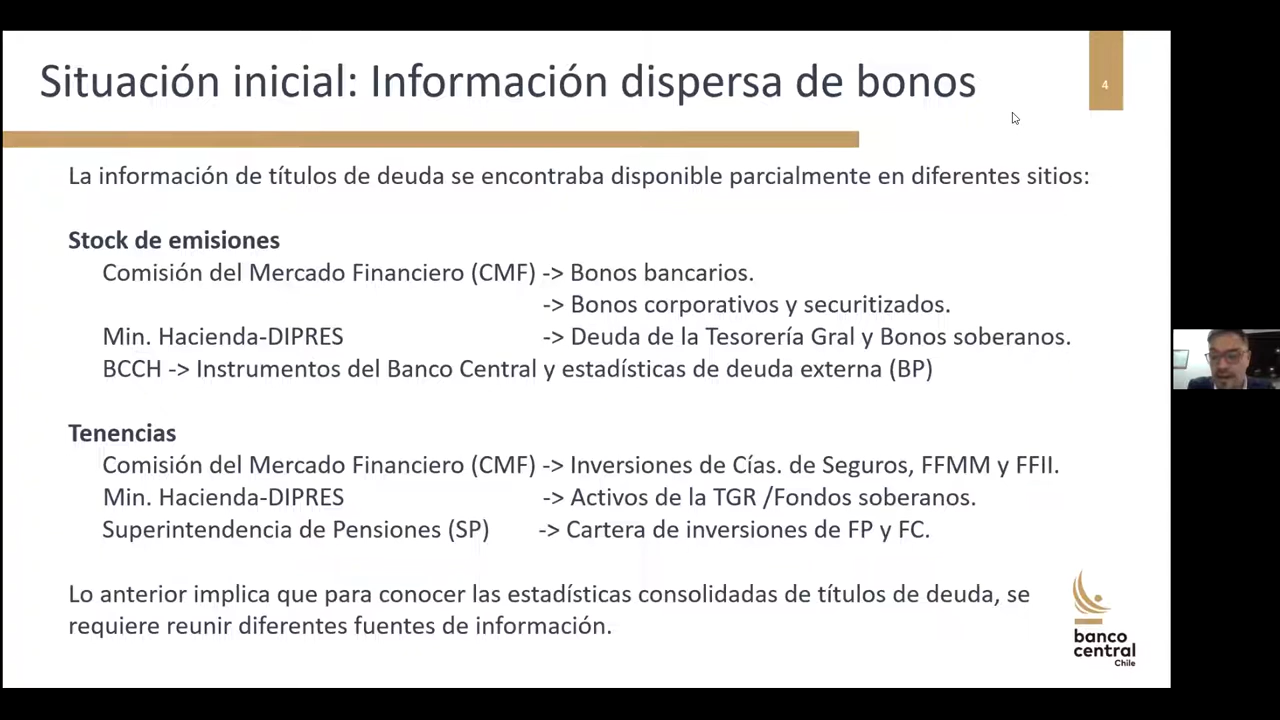 Situación inicial: Información dispersa de bonos
4
La información de títulos de deuda se encontraba disponible parcialmente en diferentes sitios:
Stock de emisiones
Comisión del Mercado Financiero (CMF) -> Bonos bancarios.
-> Bonos corporativos y securitizados.
Min. Hacienda-DIPRES -> Deuda de la Tesorería Gral y Bonos soberanos.
BCCH -> Instrumentos del Banco Central y estadísticas de deuda externa (BP)
Tenencias
Comisión del Mercado Financiero (CMF) -> Inversiones de Cías. de Seguros, FFMM y FFII.
Min. Hacienda-DIPRES -> Activos de la TGR /Fondos soberanos.
Superintendencia de Pensiones (SP) -> Cartera de inversiones de FP y FC.
Lo anterior implica que para conocer las estadísticas consolidadas de títulos de deuda, se
requiere reunir diferentes fuentes de información.
banco
central
Chile